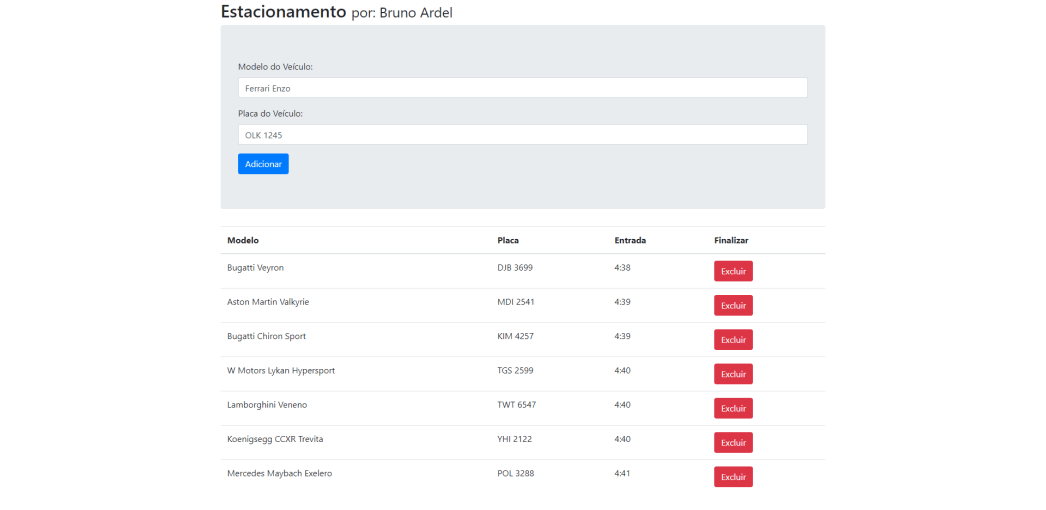 Estacionamento por: Bruno Ardel
Modelo do Veículo:
Ferrari Enzo
Placa do Veículo:
OLK 1245
Adicionar
Modelo Placa Entrada Finalizar
Bugatti Veyron DJB 3699 4:38 Excluir
Aston Martin Valkyrie MDI 2541 4:39 Excluir
Bugatti Chiron Sport KIM 4257 4:39 Excluir
W Motors Lykan Hypersport TGS 2599 4:40 Excluir
Lamborghini Veneno TWT 6547 4:40 Excluir
Koenigsegg CCXR Trevita YHI 2122 4:40 Excluir
Mercedes Maybach Exelero POL 3288 4:41 Excluir